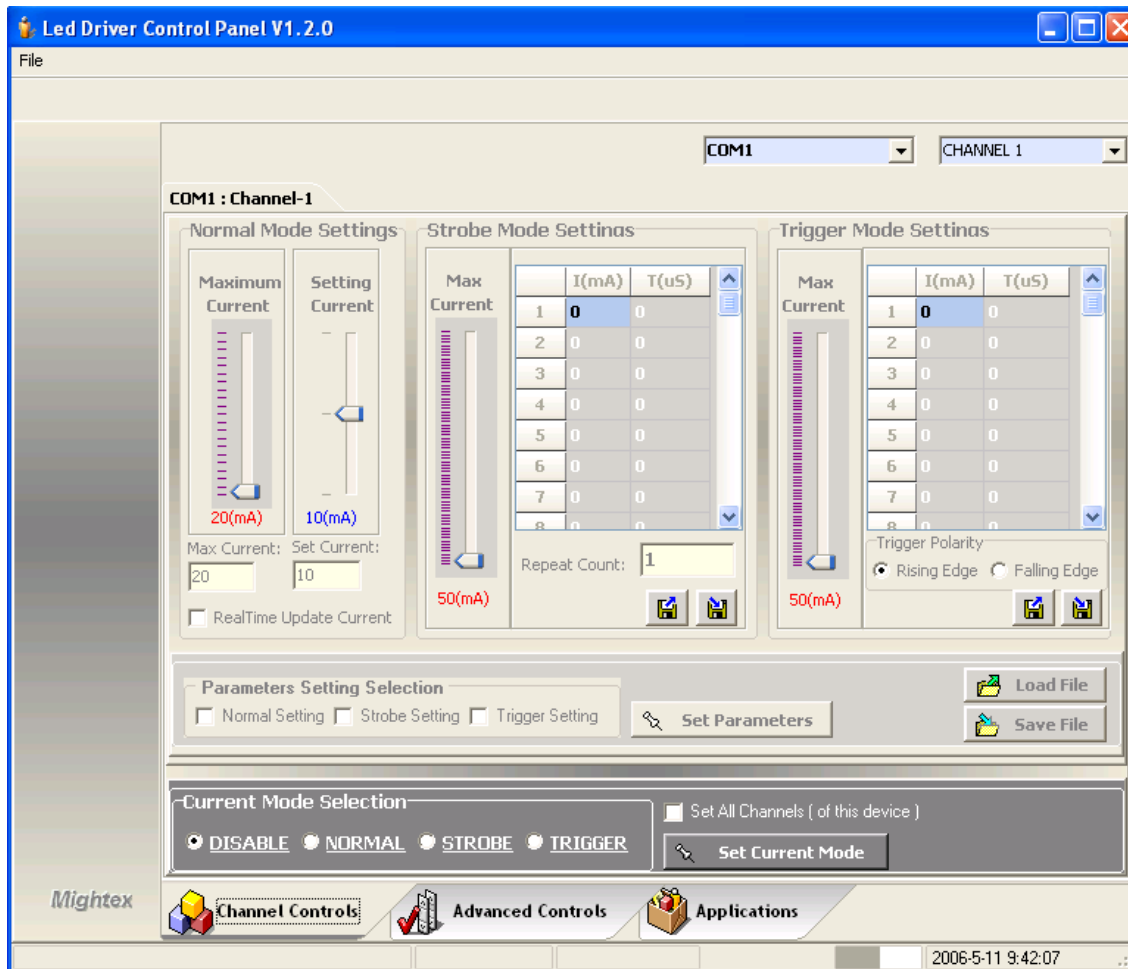 Led Driver Control Panel V1.2.0
File
COM1 CHANNEL 1
COM1 : Channel-1
Normal Mode Settings
Maximum Current
Setting Current
20(mA) 10(mA)
Max Current: Set Current:
20 10
RealTime Update Current
Strobe Mode Settings
Max Current
I(mA) T(uS)
1 0 0
2 0 0
3 0 0
4 0 0
5 0 0
6 0 0
7 0 0
8 0 0
50(mA)
Repeat Count: 1
Trigger Mode Settings
Max Current
I(mA) T(uS)
1 0 0
2 0 0
3 0 0
4 0 0
5 0 0
6 0 0
7 0 0
8 0 0
50(mA)
Trigger Polarity
Rising Edge Falling Edge
Parameters Setting Selection
Normal Setting Strobe Setting Trigger Setting
Set Parameters
Load File
Save File
Current Mode Selection
DISABLE NORMAL STROBE TRIGGER
Set All Channels ( of this device )
Set Current Mode
Mightex
Channel Controls Advanced Controls Applications
2006-5-11 9:42:07